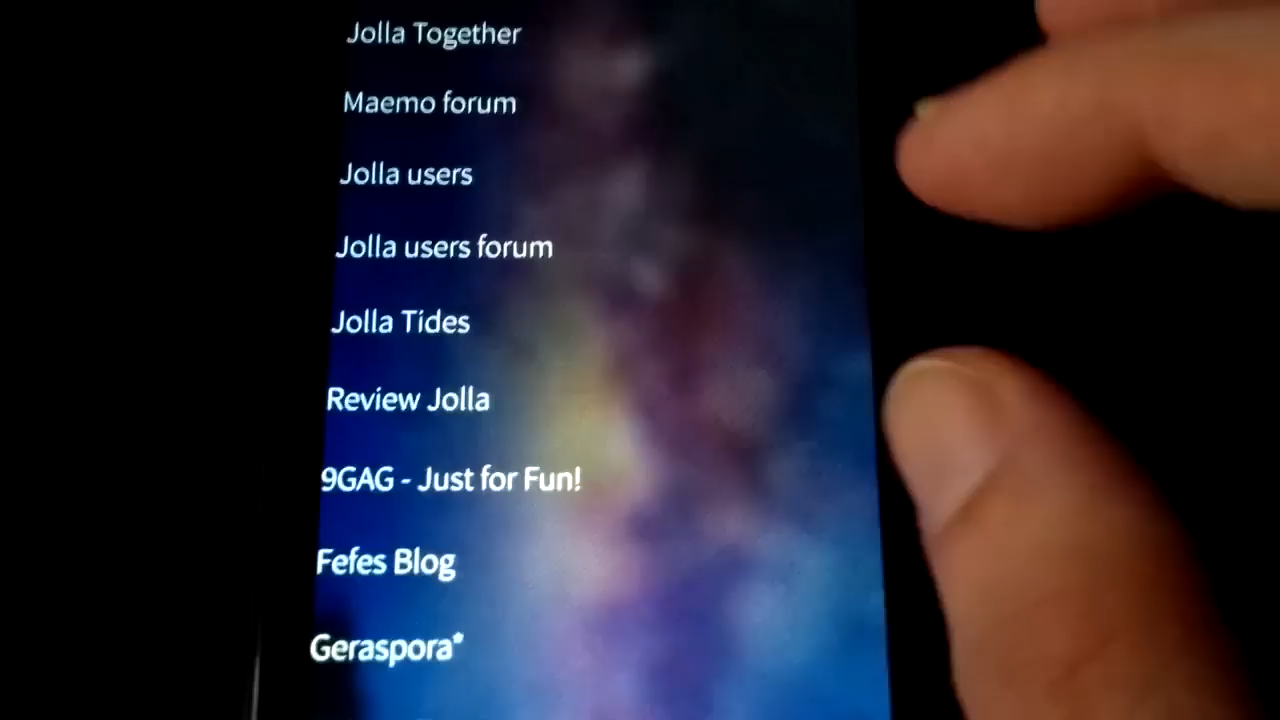 Jolla Together
Maemo forum
Jolla users
Jolla users forum
Jolla Tides
Review Jolla
9GAG - Just for Fun!
Fefes Blog
Geraspora*